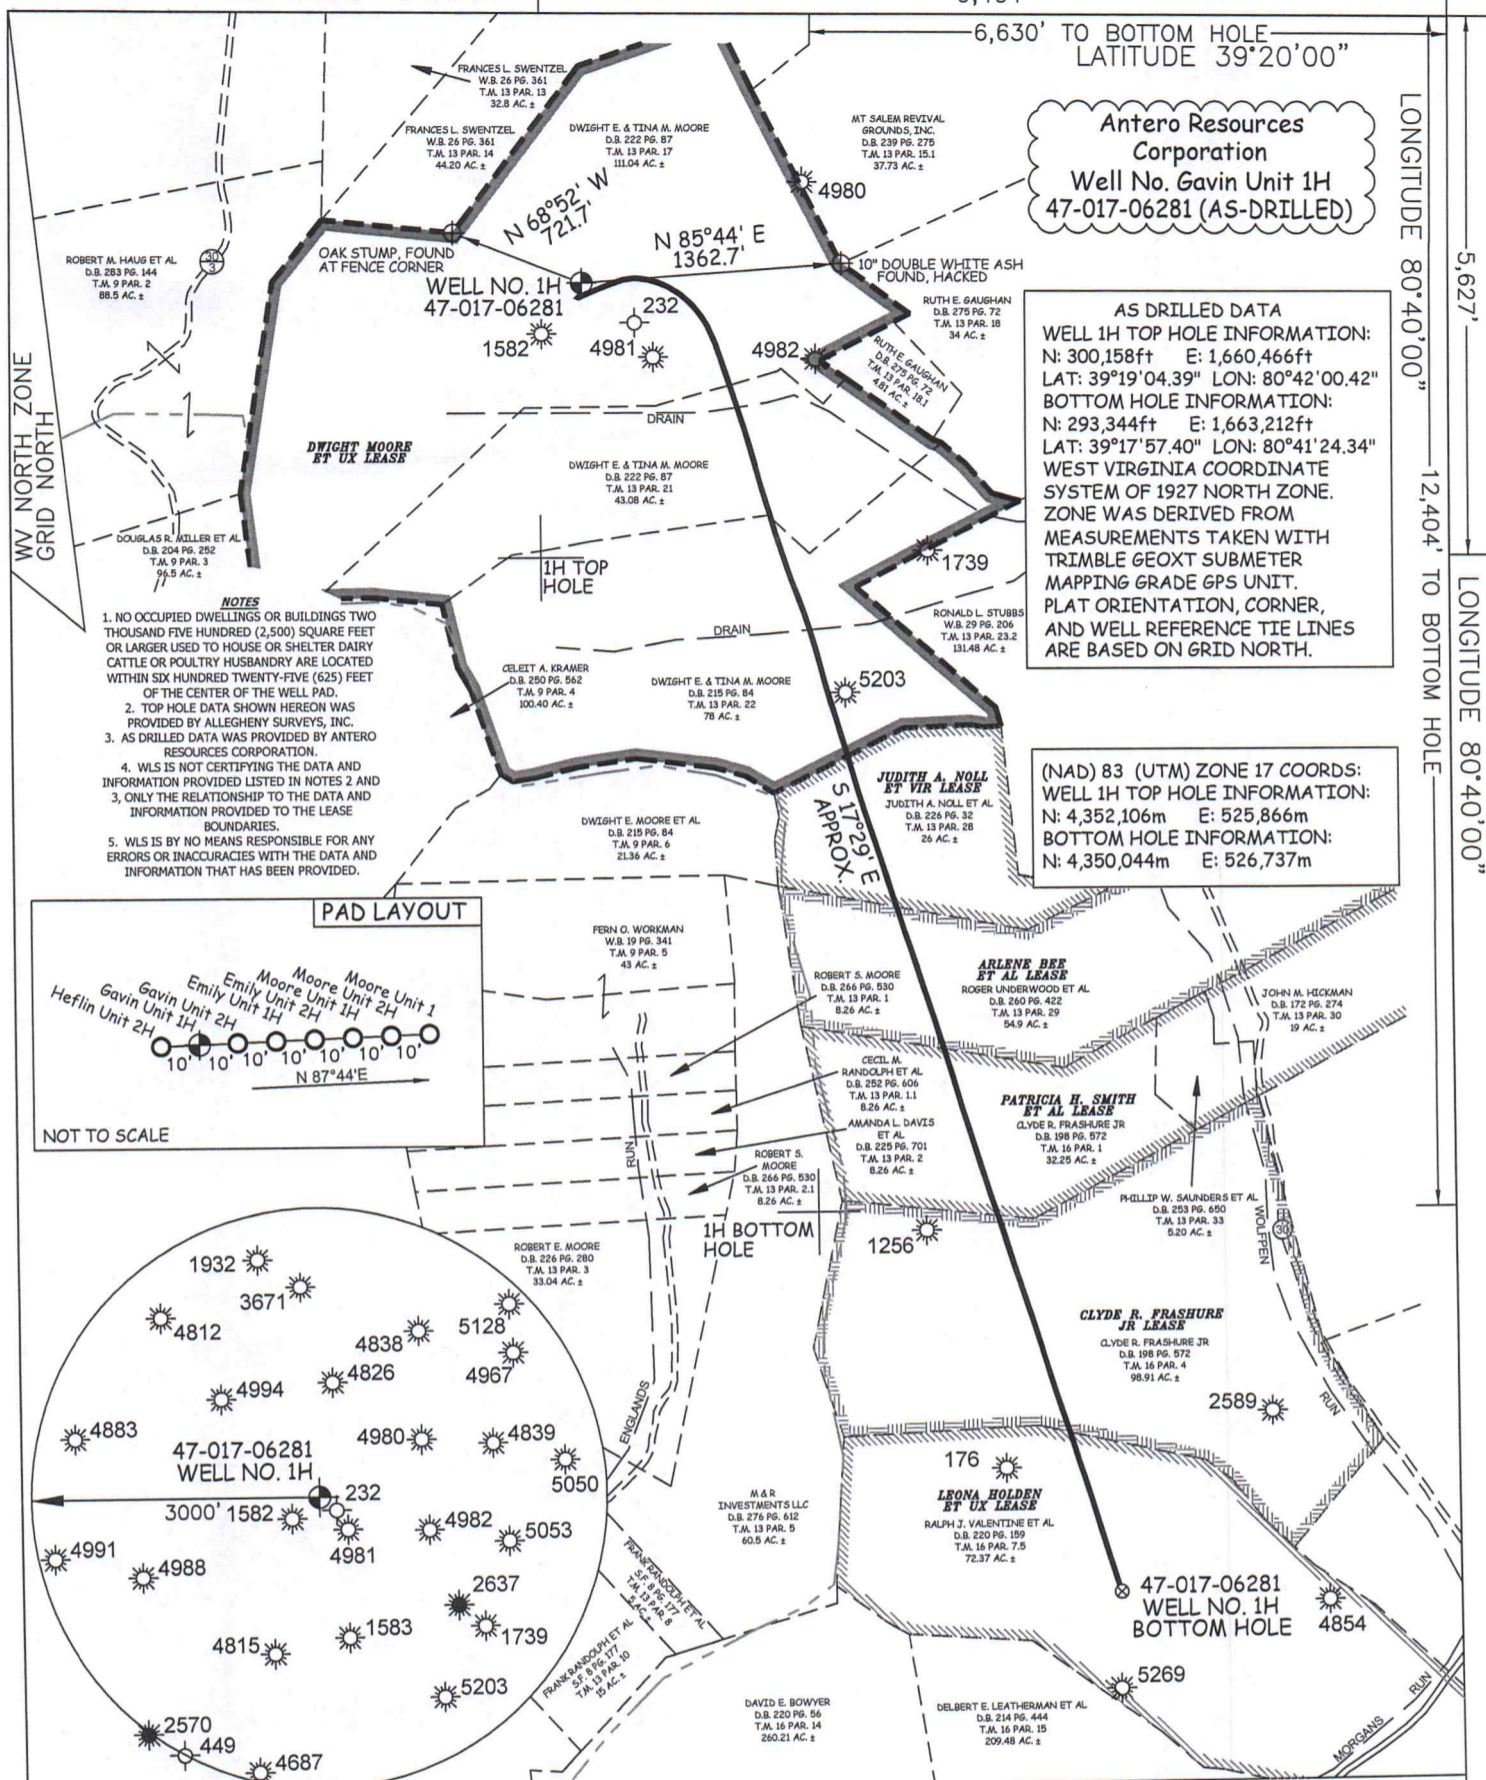 6,630' TO BOTTOM HOLE
LATITUDE 39°20'00"
FRANCES L. SWENTZEL
W.B. 26 PG. 361
T.M. 13 PAR. 13
32.8 AC. ±
FRANCES L. SWENTZEL
W.B. 26 PG. 361
T.M. 13 PAR. 14
44.20 AC. ±
DWIGHT E. & TINA M. MOORE
D.B. 222 PG. 87
T.M. 13 PAR. 17
111.04 AC. ±
MT SALEM REVIVAL
GROUNDS, INC.
D.B. 239 PG. 275
T.M. 13 PAR. 15.1
37.73 AC. ±
Antero Resources
Corporation
Well No. Gavin Unit 1H
47-017-06281 (AS-DRILLED)
LONGITUDE 80°40'00"
5,627'
12,404' TO BOTTOM HOLE
LONGITUDE 80°40'00"
4980
N 68°52' W
721.7'
N 85°44' E
1362.7'
OAK STUMP, FOUND
AT FENCE CORNER
10" DOUBLE WHITE ASH
FOUND, HACKED
WELL NO. 1H
47-017-06281
232
1582
4981
4982
ROBERT M. HAUG ET AL
D.B. 283 PG. 144
T.M. 9 PAR. 2
88.5 AC. ±
30
3
WV NORTH ZONE
GRID NORTH
RUTH E. GAUGHAN
D.B. 275 PG. 72
T.M. 13 PAR. 18
34 AC. ±
RUTH E. GAUGHAN
D.B. 275 PG. 72
T.M. 13 PAR. 18.1
4.81 AC. ±
AS DRILLED DATA
WELL 1H TOP HOLE INFORMATION:
N: 300,158ft E: 1,660,466ft
LAT: 39°19'04.39" LON: 80°42'00.42"
BOTTOM HOLE INFORMATION:
N: 293,344ft E: 1,663,212ft
LAT: 39°17'57.40" LON: 80°41'24.34"
WEST VIRGINIA COORDINATE
SYSTEM OF 1927 NORTH ZONE.
ZONE WAS DERIVED FROM
MEASUREMENTS TAKEN WITH
TRIMBLE GEOXT SUBMETER
MAPPING GRADE GPS UNIT.
PLAT ORIENTATION, CORNER,
AND WELL REFERENCE TIE LINES
ARE BASED ON GRID NORTH.
DRAIN
DWIGHT MOORE
ET UX LEASE
DWIGHT E. & TINA M. MOORE
D.B. 222 PG. 87
T.M. 13 PAR. 21
43.08 AC. ±
DOUGLAS R. MILLER ET AL
D.B. 204 PG. 252
T.M. 9 PAR. 3
96.5 AC. ±
1H TOP
HOLE
1739
DRAIN
RONALD L. STUBBS
W.B. 29 PG. 206
T.M. 13 PAR. 23.2
131.48 AC. ±
NOTES
1. NO OCCUPIED DWELLINGS OR BUILDINGS TWO
THOUSAND FIVE HUNDRED (2,500) SQUARE FEET
OR LARGER USED TO HOUSE OR SHELTER DAIRY
CATTLE OR POULTRY HUSBANDRY ARE LOCATED
WITHIN SIX HUNDRED TWENTY-FIVE (625) FEET
OF THE CENTER OF THE WELL PAD.
2. TOP HOLE DATA SHOWN HEREON WAS
PROVIDED BY ALLEGHENY SURVEYS, INC.
3. AS DRILLED DATA WAS PROVIDED BY ANTERO
RESOURCES CORPORATION.
4. WLS IS NOT CERTIFYING THE DATA AND
INFORMATION PROVIDED LISTED IN NOTES 2 AND
3, ONLY THE RELATIONSHIP TO THE DATA AND
INFORMATION PROVIDED TO THE LEASE
BOUNDARIES.
5. WLS IS BY NO MEANS RESPONSIBLE FOR ANY
ERRORS OR INACCURACIES WITH THE DATA AND
INFORMATION THAT HAS BEEN PROVIDED.
CELEIT A. KRAMER
D.B. 250 PG. 562
T.M. 9 PAR. 4
100.40 AC. ±
DWIGHT E. & TINA M. MOORE
D.B. 215 PG. 84
T.M. 13 PAR. 22
78 AC. ±
5203
JUDITH A. NOLL
ET VIR LEASE
JUDITH A. NOLL ET AL
D.B. 226 PG. 32
T.M. 13 PAR. 28
26 AC. ±
(NAD) 83 (UTM) ZONE 17 COORDS:
WELL 1H TOP HOLE INFORMATION:
N: 4,352,106m E: 525,866m
BOTTOM HOLE INFORMATION:
N: 4,350,044m E: 526,737m
S 17°29' E
APPROX.
DWIGHT E. MOORE ET AL
D.B. 215 PG. 84
T.M. 9 PAR. 6
21.36 AC. ±
PAD LAYOUT
Heflin Unit 2H
Gavin Unit 1H
Gavin Unit 2H
Emily Unit 1H
Emily Unit 2H
Moore Unit 1H
Moore Unit 2H
Moore Unit 1
10' 10' 10' 10' 10' 10' 10'
N 87°44'E
NOT TO SCALE
FERN O. WORKMAN
W.B. 19 PG. 341
T.M. 9 PAR. 5
43 AC. ±
ROBERT S. MOORE
D.B. 266 PG. 530
T.M. 13 PAR. 1
8.26 AC. ±
ARLENE BEE
ET AL LEASE
ROGER UNDERWOOD ET AL
D.B. 260 PG. 422
T.M. 13 PAR. 29
54.9 AC. ±
JOHN M. HICKMAN
D.B. 172 PG. 274
T.M. 13 PAR. 30
19 AC. ±
CECIL M.
RANDOLPH ET AL
D.B. 252 PG. 606
T.M. 13 PAR. 1.1
8.26 AC. ±
AMANDA L. DAVIS
ET AL
D.B. 225 PG. 701
T.M. 13 PAR. 2
8.26 AC. ±
PATRICIA H. SMITH
ET AL LEASE
CLYDE R. FRASHURE JR
D.B. 198 PG. 572
T.M. 16 PAR. 1
32.25 AC. ±
ROBERT S.
MOORE
D.B. 266 PG. 530
T.M. 13 PAR. 2.1
8.26 AC. ±
RUN
PHILLIP W. SAUNDERS ET AL
D.B. 253 PG. 650
T.M. 13 PAR. 33
5.20 AC. ±
WOLFPEN
30
1H BOTTOM
HOLE
1256
ROBERT E. MOORE
D.B. 226 PG. 280
T.M. 13 PAR. 3
33.04 AC. ±
CLYDE R. FRASHURE
JR LEASE
CLYDE R. FRASHURE JR
D.B. 198 PG. 572
T.M. 16 PAR. 4
98.91 AC. ±
2589
RUN
1932
3671
4812
4838
5128
4967
4826
4994
4883
4980
4839
5050
47-017-06281
WELL NO. 1H
3000'
1582
232
4981
4982
5053
4991
4988
2637
1739
1583
4815
5203
2570
449
4687
ENGLANDS
176
LEONA HOLDEN
ET UX LEASE
RALPH J. VALENTINE ET AL
D.B. 220 PG. 159
T.M. 16 PAR. 7.5
72.37 AC. ±
M & R
INVESTMENTS LLC
D.B. 276 PG. 612
T.M. 13 PAR. 5
60.5 AC. ±
FRANK RANDOLPH ET AL
S.F. 8 PG. 177
T.M. 13 PAR. 8
5 AC. ±
FRANK RANDOLPH ET AL
S.F. 8 PG. 177
T.M. 13 PAR. 10
15 AC. ±
47-017-06281
WELL NO. 1H
BOTTOM HOLE
4854
5269
DAVID E. BOWYER
D.B. 220 PG. 56
T.M. 16 PAR. 14
260.21 AC. ±
DELBERT E. LEATHERMAN ET AL
D.B. 214 PG. 444
T.M. 16 PAR. 15
209.48 AC. ±
MORGANS
RUN